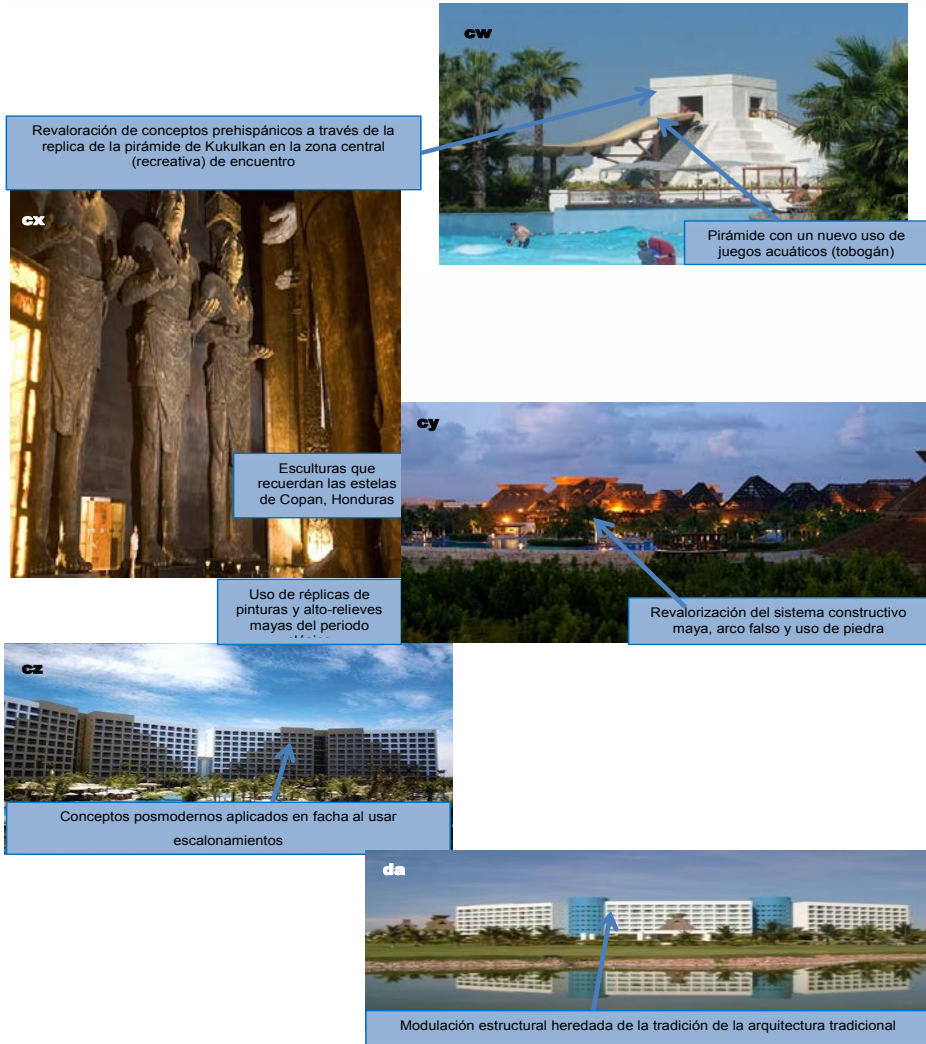 cw
Revaloración de conceptos prehispánicos a través de la
replica de la pirámide de Kukulkan en la zona central
(recreativa) de encuentro
cx
Pirámide con un nuevo uso de
juegos acuáticos (tobogán)
cy
Esculturas que
recuerdan las estelas
de Copan, Honduras
Uso de réplicas de
pinturas y alto-relieves
mayas del periodo
Revalorización del sistema constructivo
maya, arco falso y uso de piedra
cz
Conceptos posmodernos aplicados en facha al usar
escalonamientos
da
Modulación estructural heredada de la tradición de la arquitectura tradicional